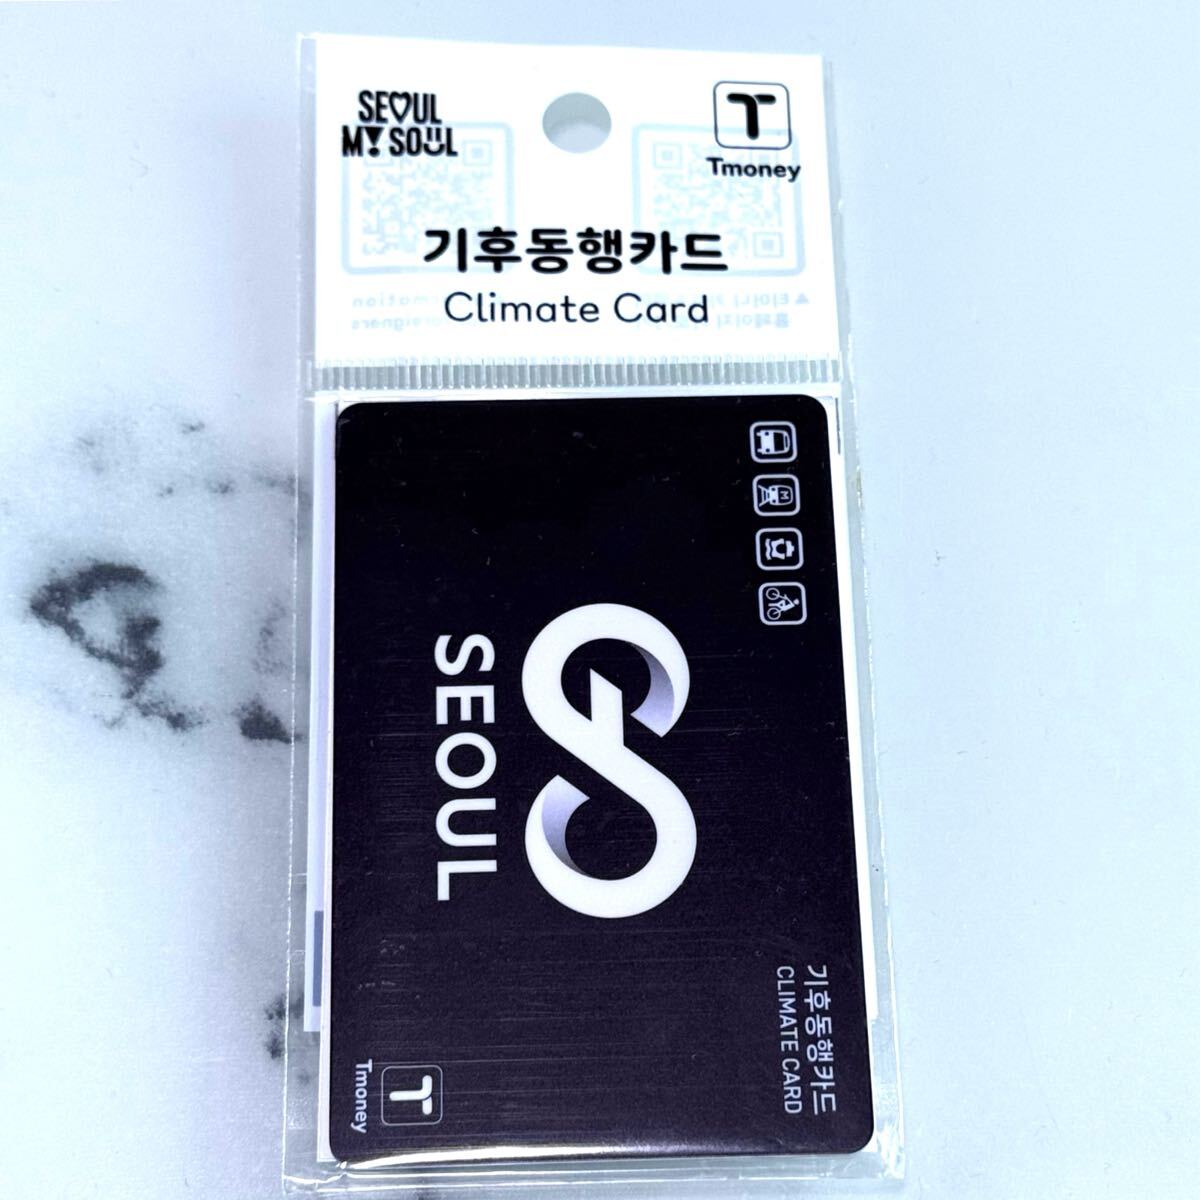 SEOUL
MY SOUL
Tmoney
기후동행카드
Climate Card
SEOUL
기후동행카드
CLIMATE CARD
Tmoney